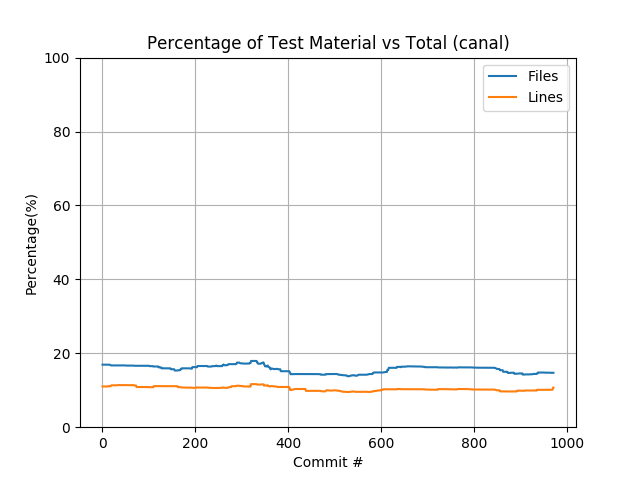 Percentage of Test Material vs Total (canal)
Files
Lines
100
80
60
40
20
0
Percentage(%)
0 200 400 600 800 1000
Commit #